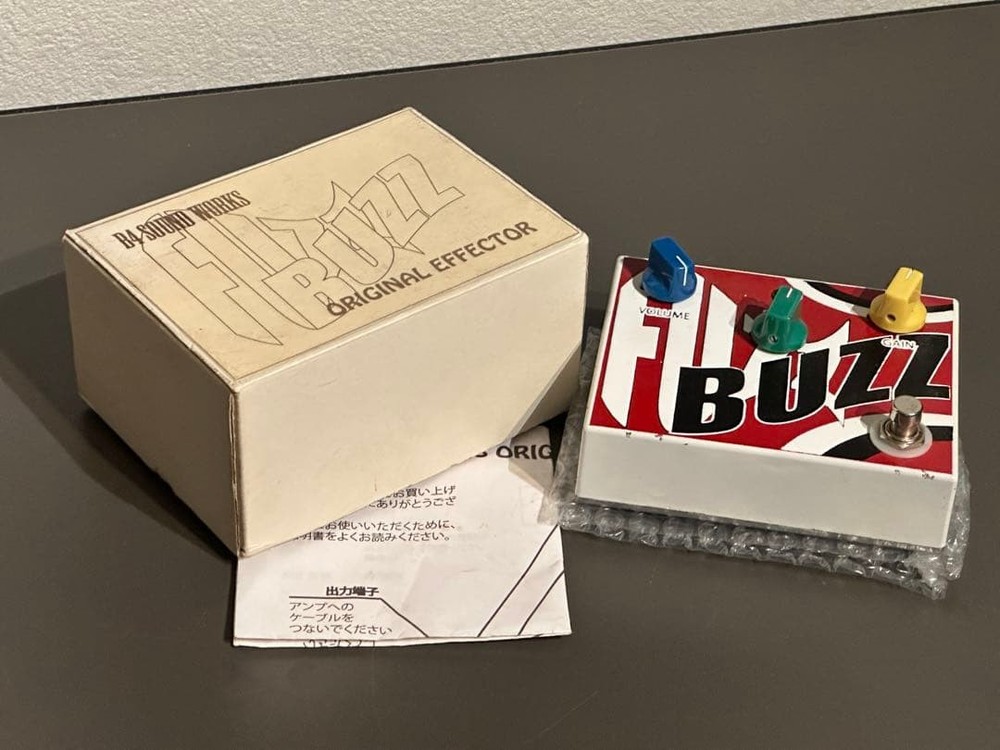 B4 SOUND WORKS
FUZZ
BUZZ
ORIGINAL EFFECTOR
VOLUME
GAIN
FUZZ
BUZZ
ORIG
お買い上げ
ありがとうござ
お使いいただくために、
明書をよくお読みください。
出力端子
アンプへの
ケーブルを
つないでください